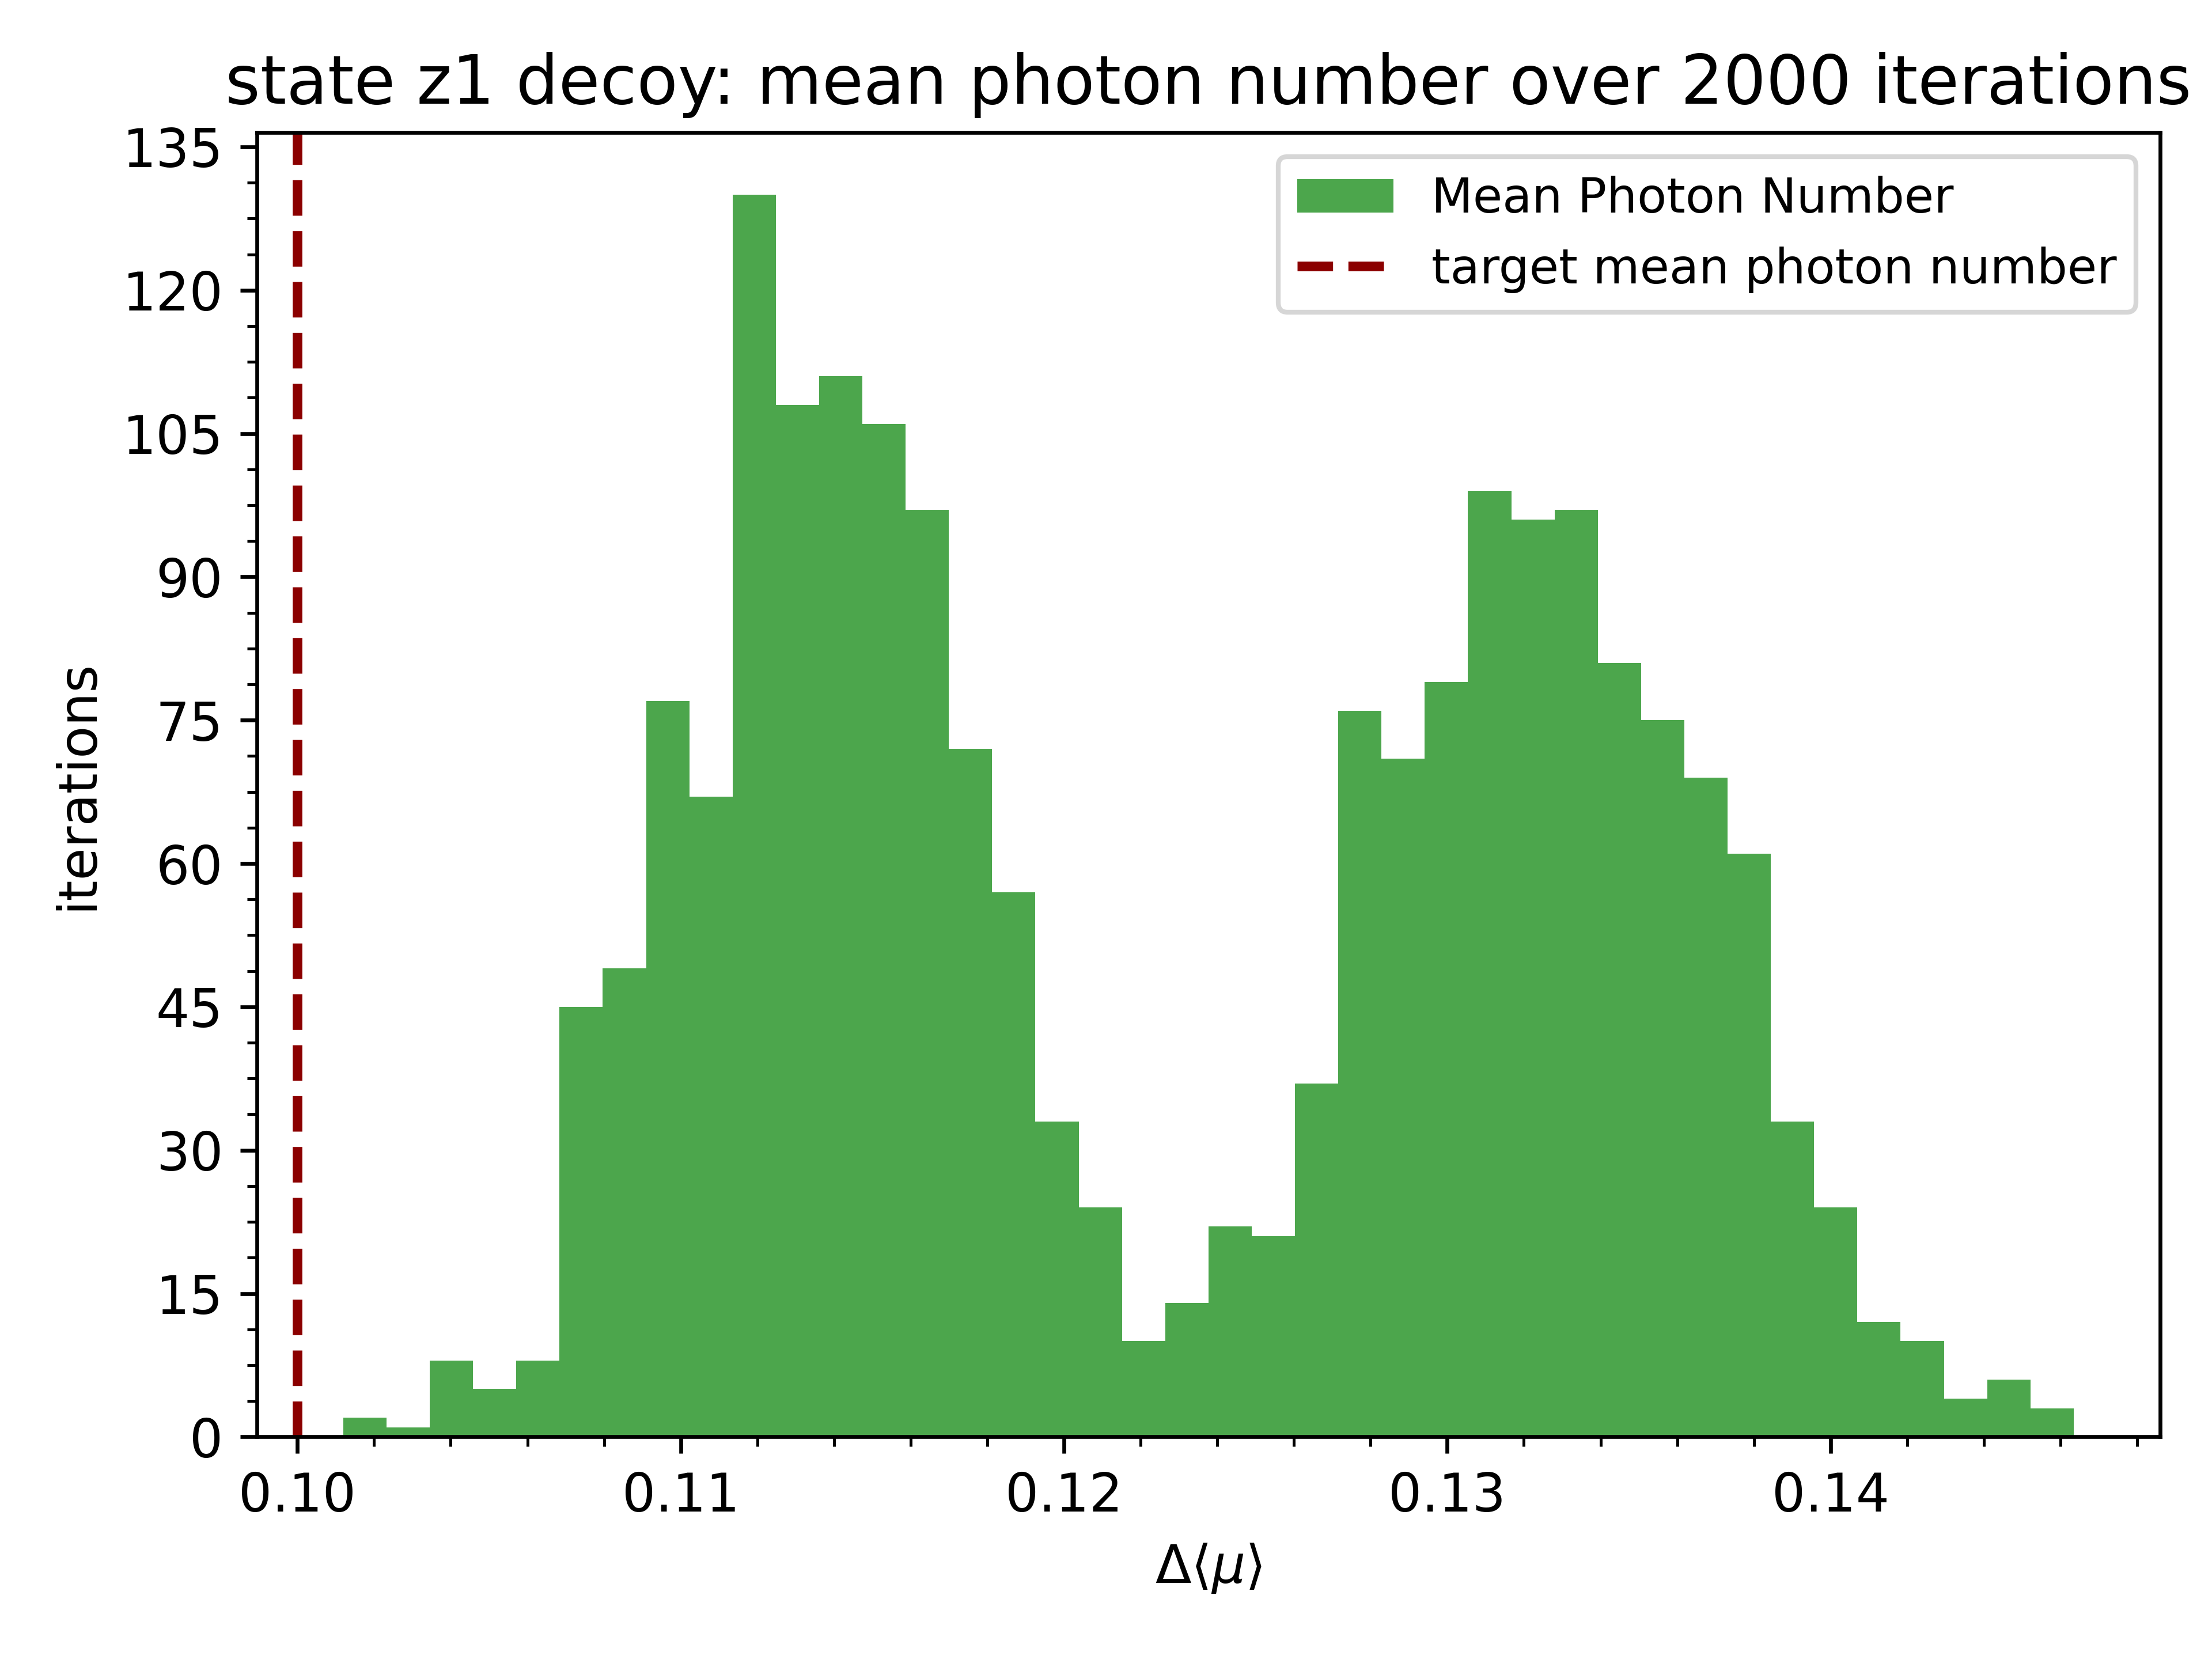 state z1 decoy: mean photon number over 2000 iterations
135
120
105
90
75
60
45
30
15
0
iterations
Mean Photon Number
target mean photon number
0.10 0.11 0.12 0.13 0.14
Δ⟨μ⟩